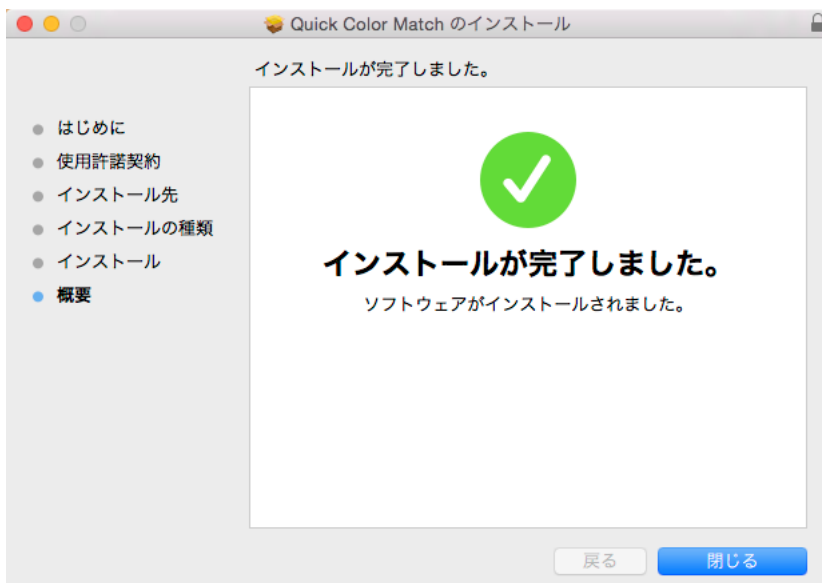 Quick Color Match のインストール
インストールが完了しました。
はじめに
使用許諾契約
インストール先
インストールの種類
インストール
概要
インストールが完了しました。
ソフトウェアがインストールされました。
戻る
閉じる